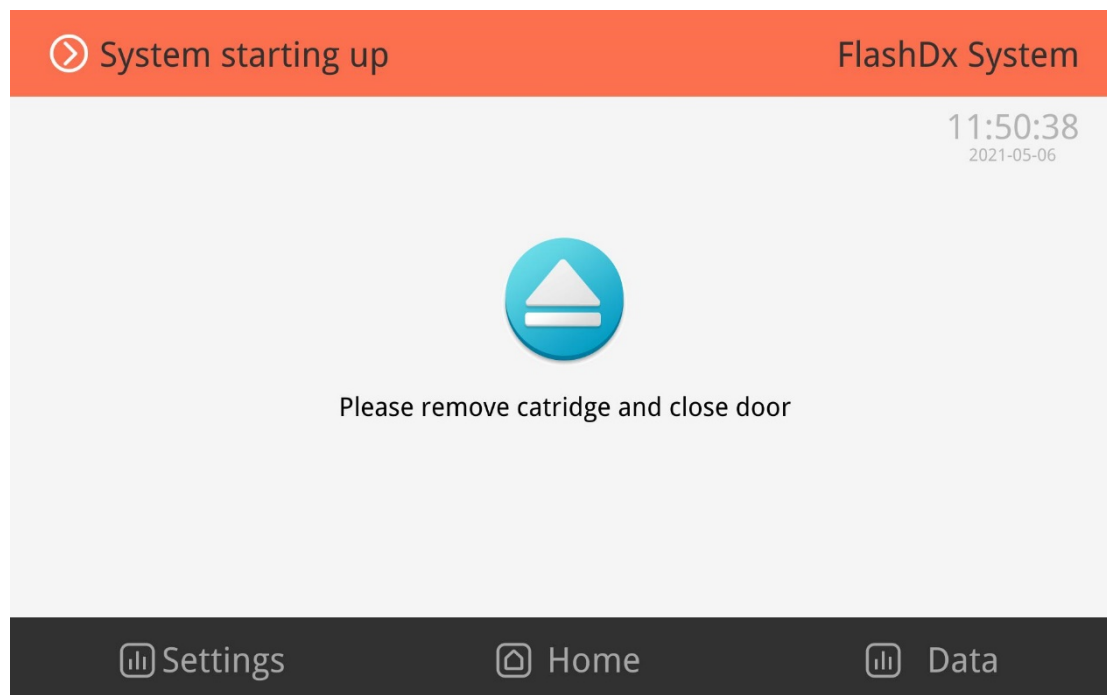 System starting up
FlashDx System
11:50:38
2021-05-06
Please remove catridge and close door
Settings
Home
Data